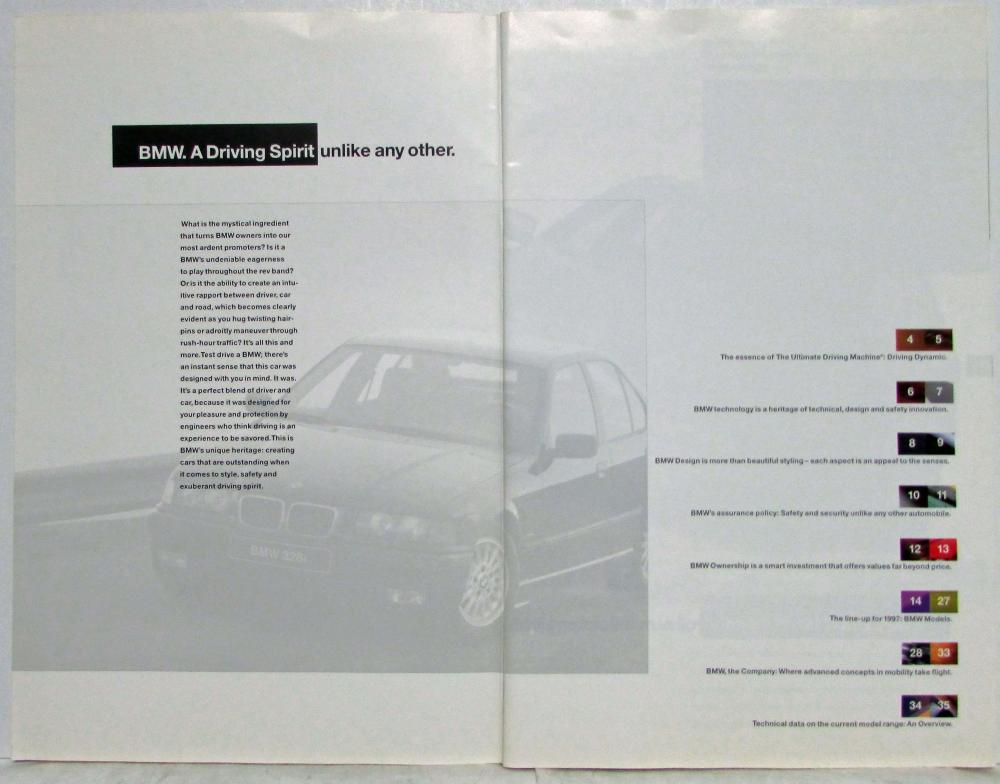 BMW. A Driving Spirit unlike any other.
What is the mystical ingredient
that turns BMW owners into our
most ardent promoters? Is it a
BMW's undeniable eagerness
to play throughout the rev band?
Or is it the ability to create an intu-
itive rapport between driver, car
and road, which becomes clearly
evident as you hug twisting hair-
pins or adroitly maneuver through
rush-hour traffic? It's all this and
more. Test drive a BMW; there's
an instant sense that this car was
designed with you in mind. It was.
It's a perfect blend of driver and
car, because it was designed for
your pleasure and protection by
engineers who think driving is an
experience to be savored. This is
BMW's unique heritage: creating
cars that are outstanding when
it comes to style, safety and
exuberant driving spirit.
BMW 328i
4 5
The essence of The Ultimate Driving Machine®: Driving Dynamic.
6 7
BMW technology is a heritage of technical, design and safety innovation.
8 9
BMW Design is more than beautiful styling – each aspect is an appeal to the senses.
10 11
BMW's assurance policy: Safety and security unlike any other automobile.
12 13
BMW Ownership is a smart investment that offers values far beyond price.
14 27
The line-up for 1997: BMW Models.
28 33
BMW, the Company: Where advanced concepts in mobility take flight.
34 35
Technical data on the current model range: An Overview.